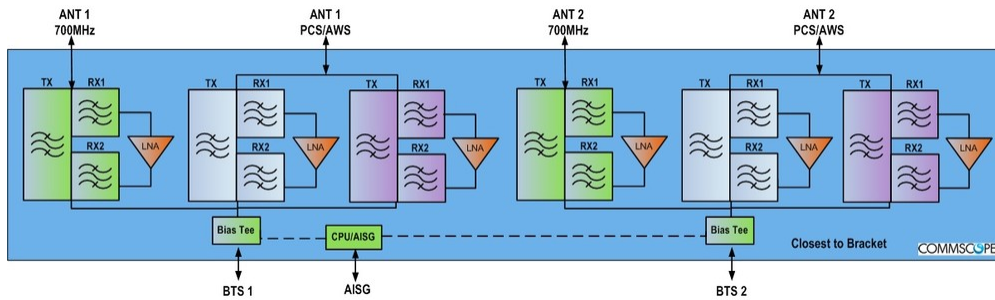 ANT 1
700MHz
ANT 1
PCS/AWS
ANT 2
700MHz
ANT 2
PCS/AWS
TX
RX1
RX2
LNA
TX
RX1
RX2
LNA
TX
RX1
RX2
LNA
TX
RX1
RX2
LNA
TX
RX1
RX2
LNA
TX
RX1
RX2
LNA
Bias Tee
CPU/AISG
Bias Tee
Closest to Bracket
COMMSCOPE
BTS 1
AISG
BTS 2